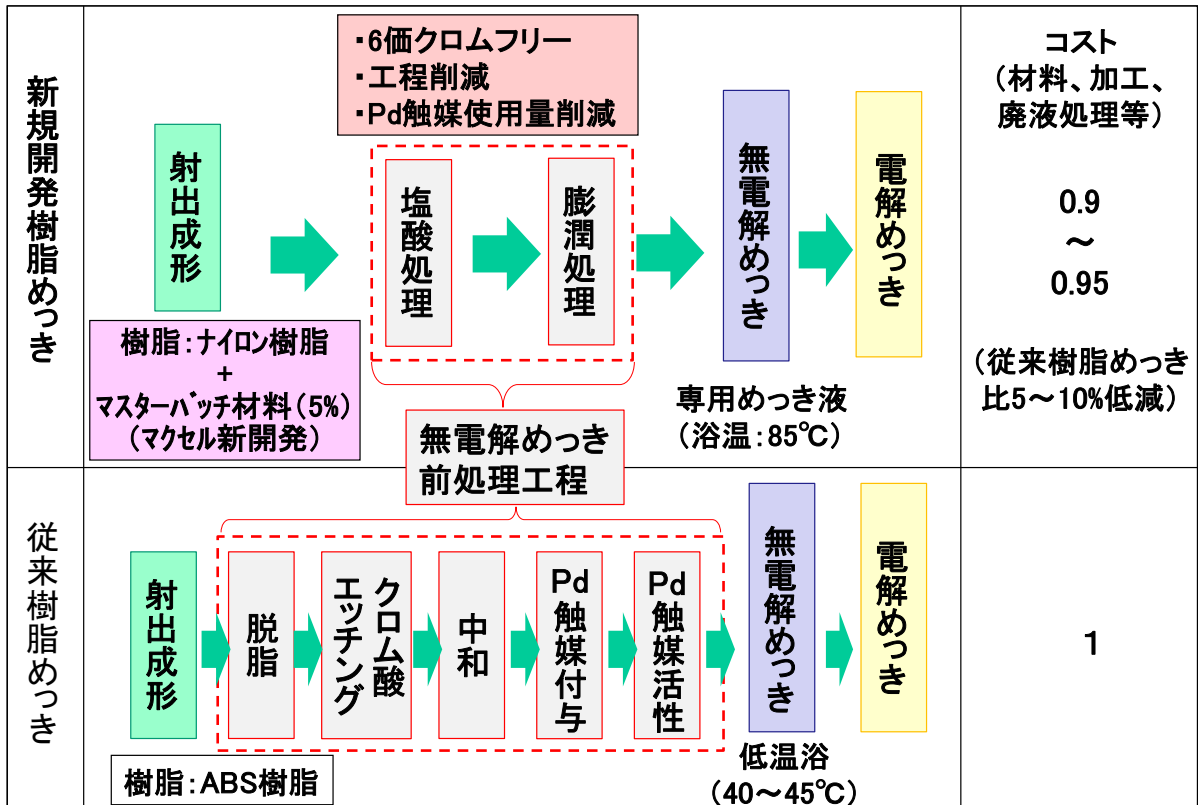 新規開発樹脂めっき
・6価クロムフリー
・工程削減
・Pd触媒使用量削減
射出成形
塩酸処理
膨潤処理
無電解めっき
電解めっき
樹脂：ナイロン樹脂
+
マスターバッチ材料（5%）
（マクセル新開発）
専用めっき液
（浴温：85℃）
コスト
（材料、加工、
廃液処理等）
0.9
～
0.95
（従来樹脂めっき
比5～10%低減）
無電解めっき
前処理工程
従来樹脂めっき
射出成形
脱脂
クロム酸
エッチング
中和
Pd触媒付与
Pd触媒活性
無電解めっき
電解めっき
樹脂：ABS樹脂
低温浴
（40～45℃）
1